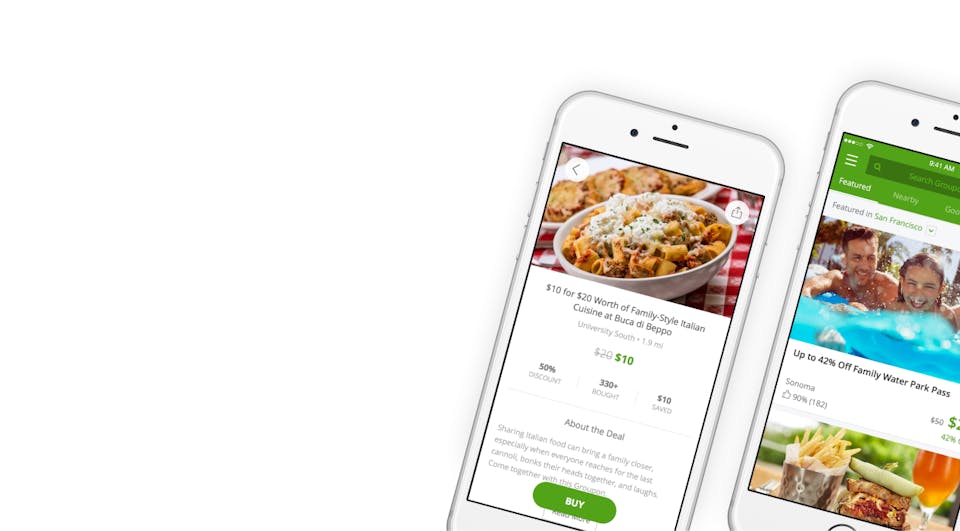 $10 for $20 Worth of Family-Style Italian
Cuisine at Buca di Beppo
University South • 1.9 mi
$20 $10
50%
DISCOUNT
330+
BOUGHT
$10
SAVED
About the Deal
Sharing Italian food can bring a family closer,
especially when everyone reaches for the last
cannoli, bonks their heads together, and laughs.
Come together with this Groupon
Read More
BUY
9:41 AM
Search Groupon
Featured
Nearby
Featured in San Francisco
Up to 42% Off Family Water Park Pass
Sonoma
90% (182)
$50
42%